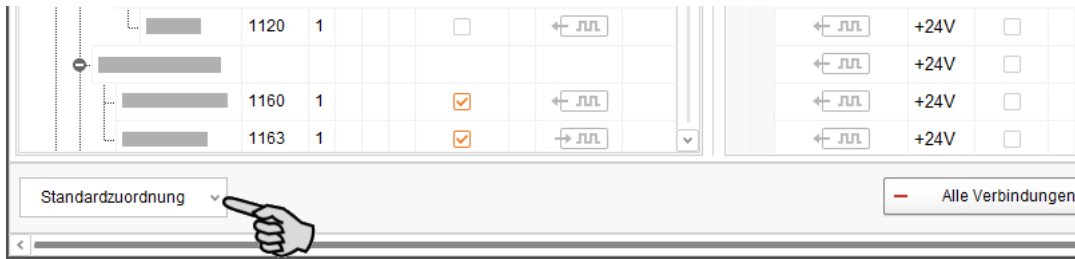 1120 1 +24V
+24V
1160 1 +24V
1163 1 +24V
Standardzuordnung
Alle Verbindungen